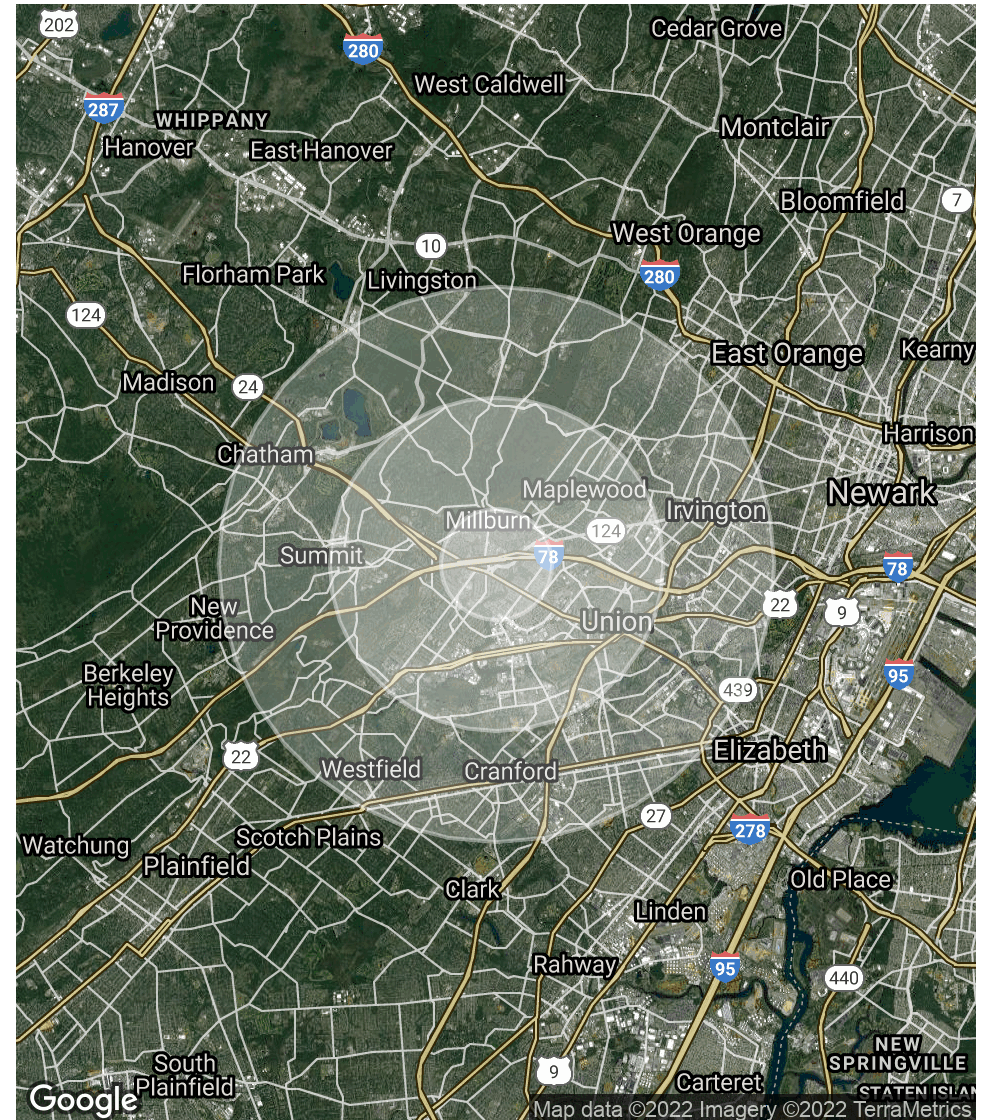 202
Cedar Grove
280
West Caldwell
287
WHIPPANY
Hanover
East Hanover
Montclair
Bloomfield
7
West Orange
10
Florham Park
Livingston
280
124
East Orange
Kearny
Madison
24
Harrison
Chatham
Maplewood
Newark
Millburn
124
Irvington
Summit
78
78
New
Providence
22
9
Union
Berkeley
Heights
95
439
22
Elizabeth
Westfield
Cranford
27
278
Watchung
Scotch Plains
Plainfield
Old Place
Clark
Linden
Rahway
95
440
NEW
SPRINGVILLE
South
Plainfield
9
Carteret
STATEN ISLAN
Google
Map data ©2022 Imagery ©2022 TerraMetrics